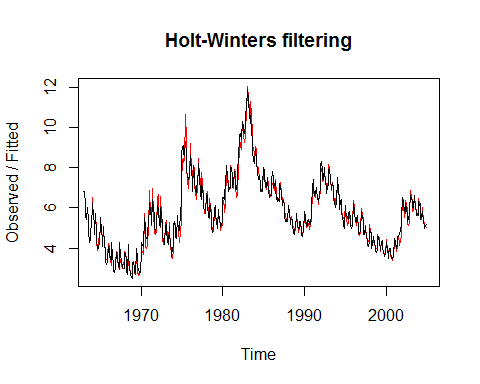 Holt-Winters filtering
Observed / Fitted
12
10
8
6
4
1970 1980 1990 2000
Time